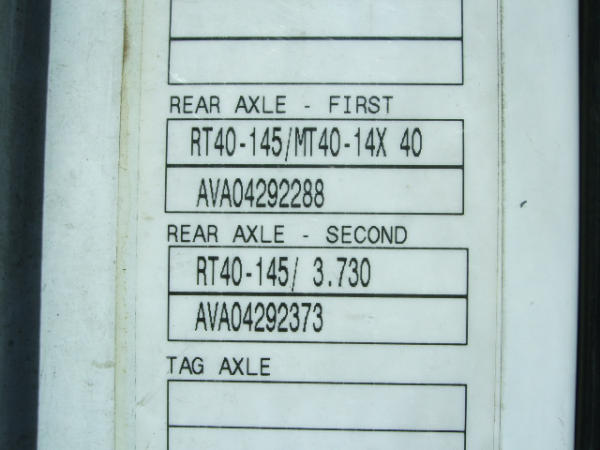 REAR AXLE - FIRST
RT40-145/MT40-14X 40
AVA04292288
REAR AXLE - SECOND
RT40-145/ 3.730
AVA04292373
TAG AXLE